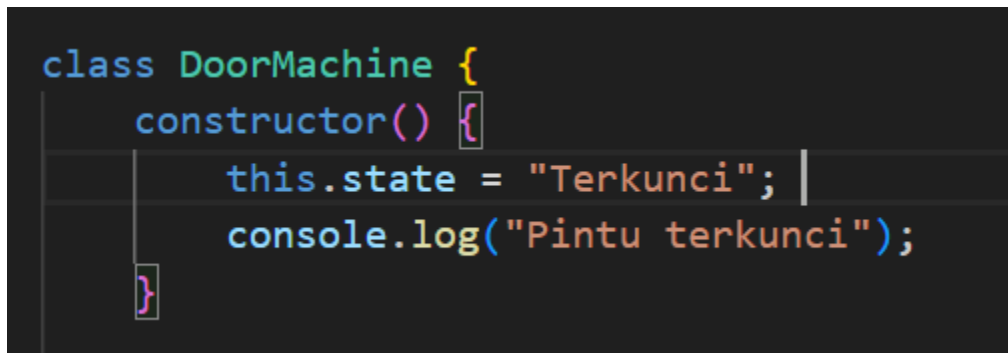 class DoorMachine {
constructor() {
this.state = "Terkunci";
console.log("Pintu terkunci");
}